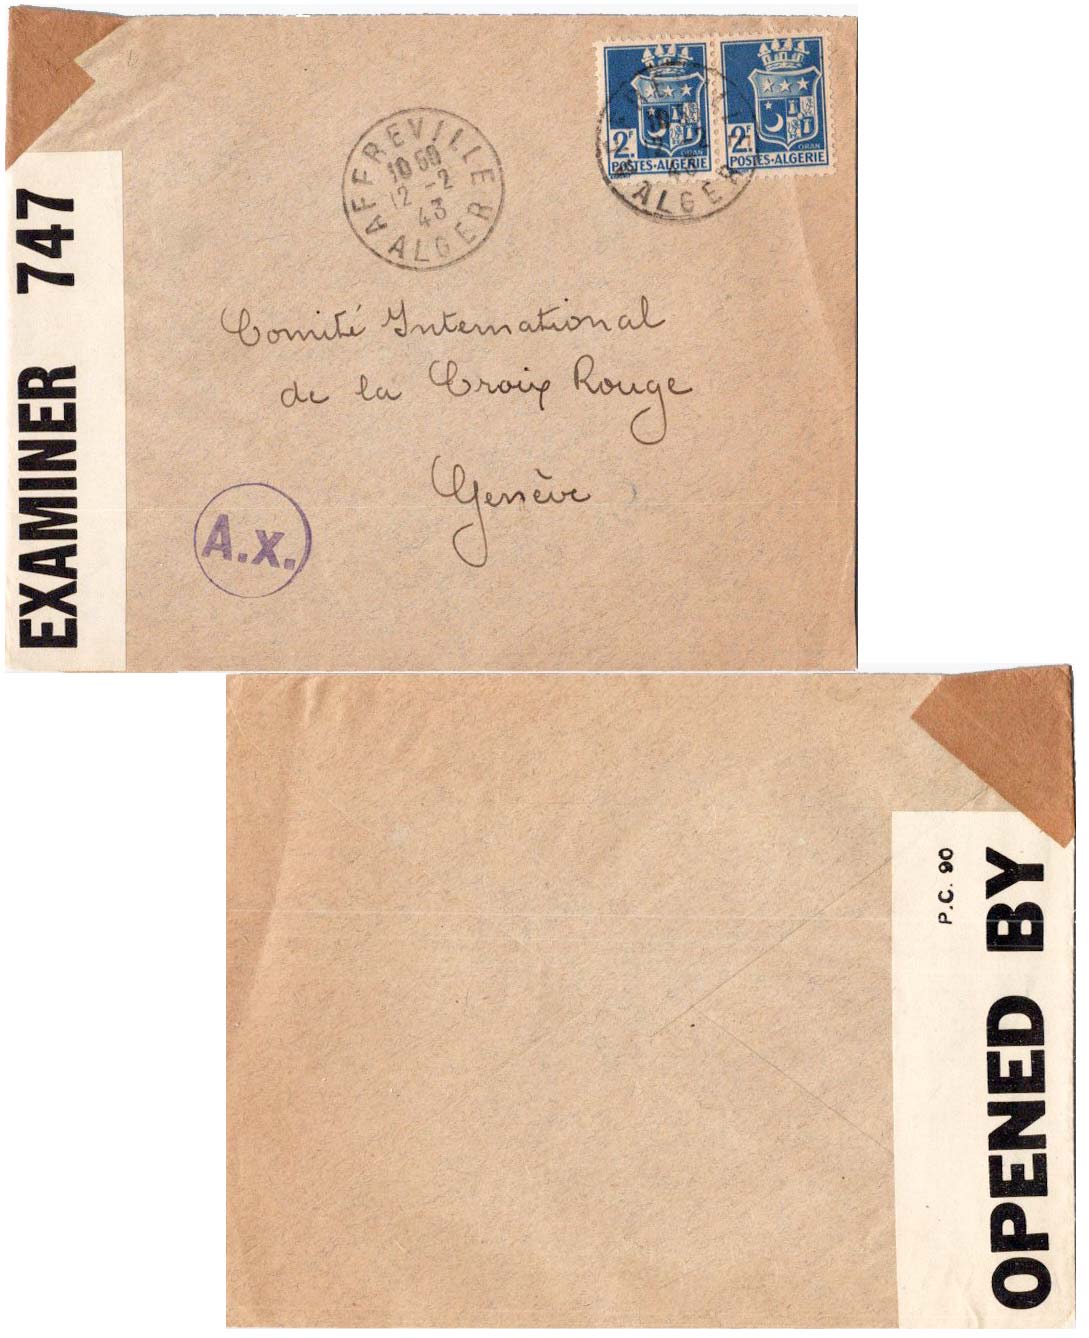 AFFREVILLE
10 60
12 -2
43
ALGER
2F
ORAN
POSTES-ALGERIE
2F
ORAN
POSTES-ALGERIE
ALGER
EXAMINER 747
Comité International
de la Croix Rouge
Genève
A.x.
P.C. 90
OPENED BY